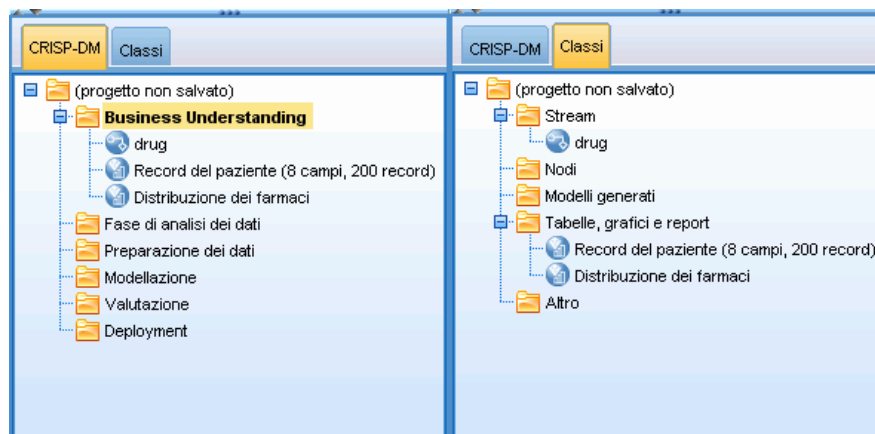 CRISP-DM
Classi
(progetto non salvato)
Business Understanding
drug
Record del paziente (8 campi, 200 record)
Distribuzione dei farmaci
Fase di analisi dei dati
Preparazione dei dati
Modellazione
Valutazione
Deployment
CRISP-DM
Classi
(progetto non salvato)
Stream
drug
Nodi
Modelli generati
Tabelle, grafici e report
Record del paziente (8 campi, 200 record)
Distribuzione dei farmaci
Altro